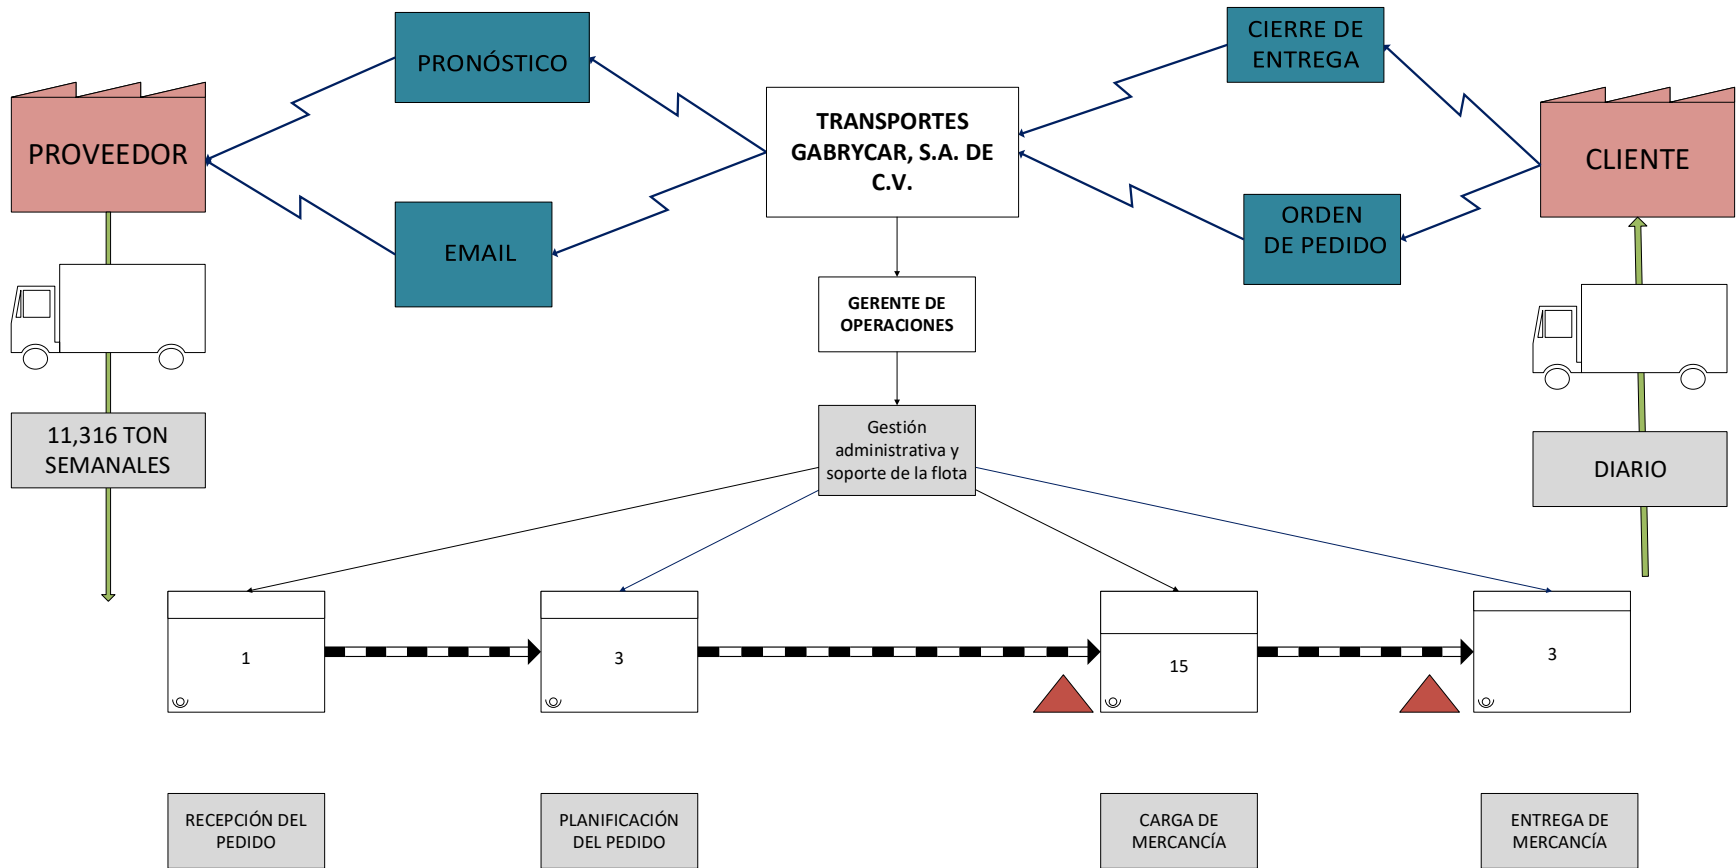 PRONÓSTICO
CIERRE DE
ENTREGA
PROVEEDOR
TRANSPORTES
GABRYCAR, S.A. DE
C.V.
CLIENTE
EMAIL
ORDEN
DE PEDIDO
GERENTE DE
OPERACIONES
11,316 TON
SEMANALES
Gestión
administrativa y
soporte de la flota
DIARIO
1
3
15
3
RECEPCIÓN DEL
PEDIDO
PLANIFICACIÓN
DEL PEDIDO
CARGA DE
MERCANCÍA
ENTREGA DE
MERCANCÍA